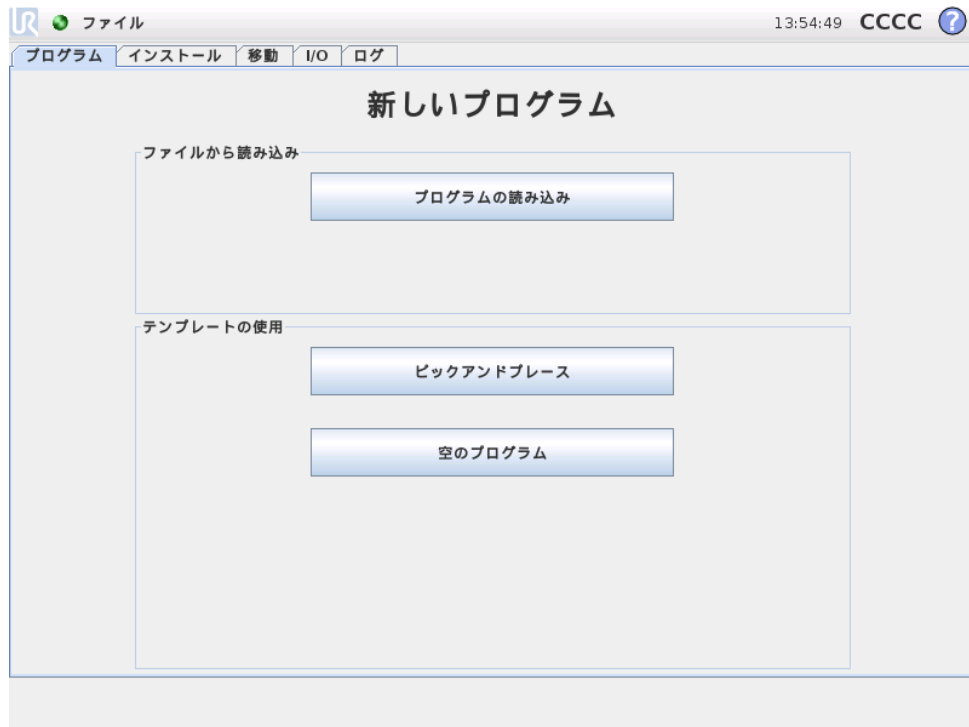 UR ファイル 13:54:49 CCCC ?
プログラム インストール 移動 I/O ログ
新しいプログラム
ファイルから読み込み
プログラムの読み込み
テンプレートの使用
ピックアンドプレース
空のプログラム